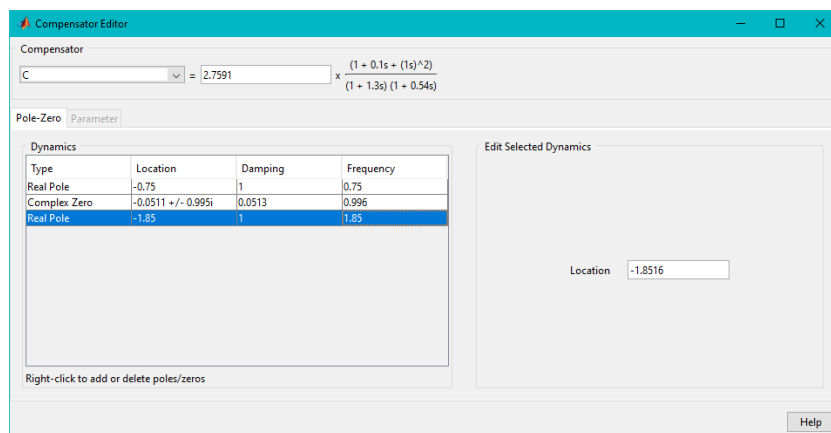 Compensator Editor
Compensator
C = 2.7591 x (1 + 0.1s + (1s)^2)
(1 + 1.3s) (1 + 0.54s)
Pole-Zero Parameter
Dynamics
Type Location Damping Frequency
Real Pole -0.75 1 0.75
Complex Zero -0.0511 +/- 0.995i 0.0513 0.996
Real Pole -1.85 1 1.85
Right-click to add or delete poles/zeros
Edit Selected Dynamics
Location -1.8516
Help